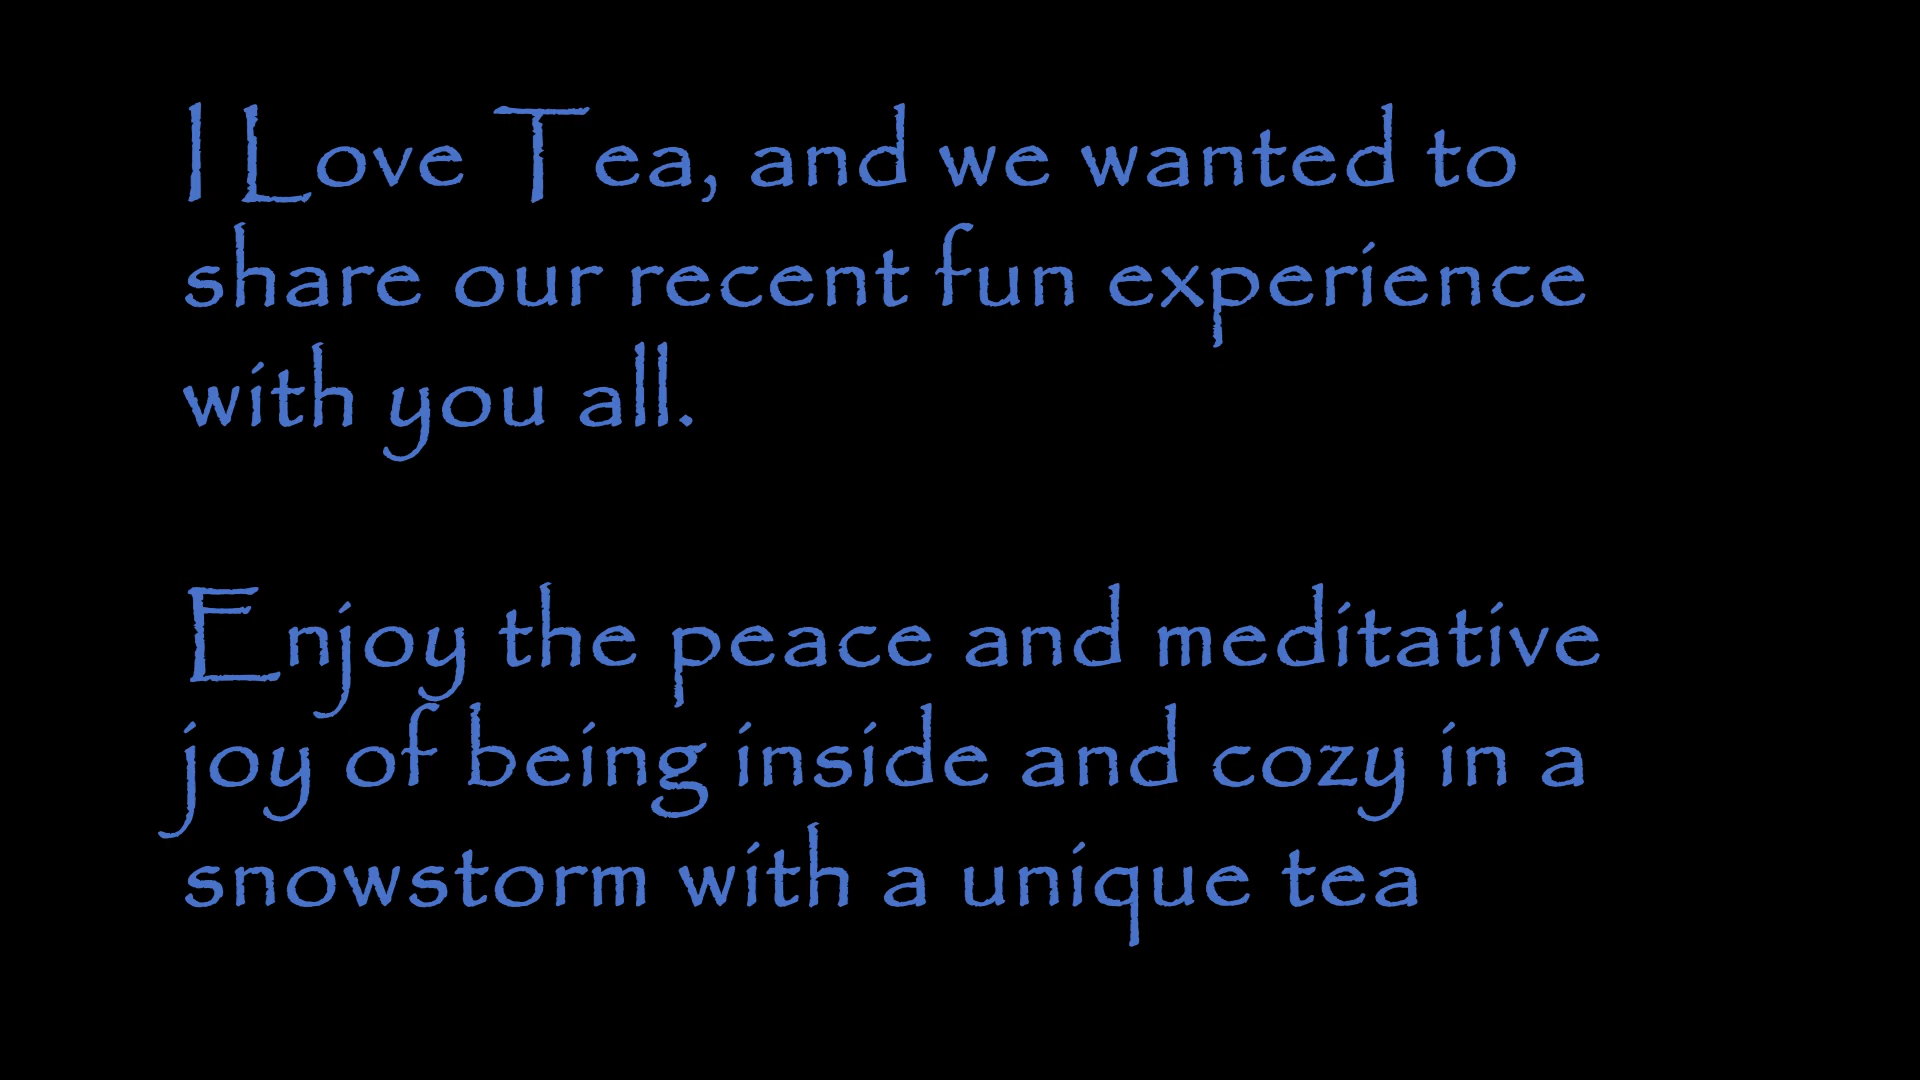 I Love Tea, and we wanted to
share our recent fun experience
with you all.
Enjoy the peace and meditative
joy of being inside and cozy in a
snowstorm with a unique tea